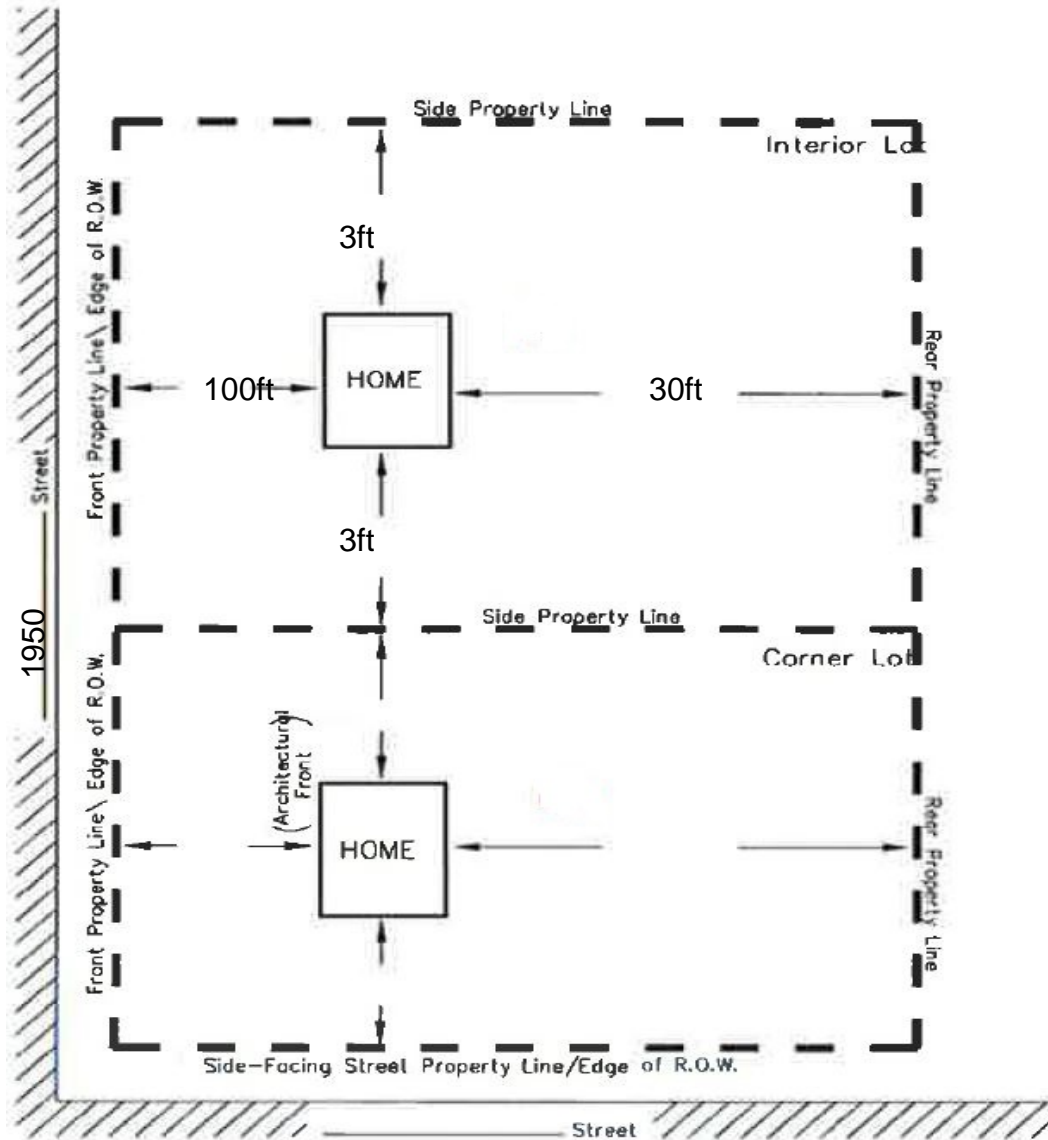 Side Property Line
Interior Lot
Front Property Line\ Edge of R.O.W.
3ft
HOME
100ft
30ft
Rear Property Line
3ft
1950 Street
Side Property Line
Corner Lot
Front Property Line\ Edge of R.O.W.
(Architectural
Front)
HOME
Rear Property Line
Side-Facing Street Property Line/Edge of R.O.W.
Street